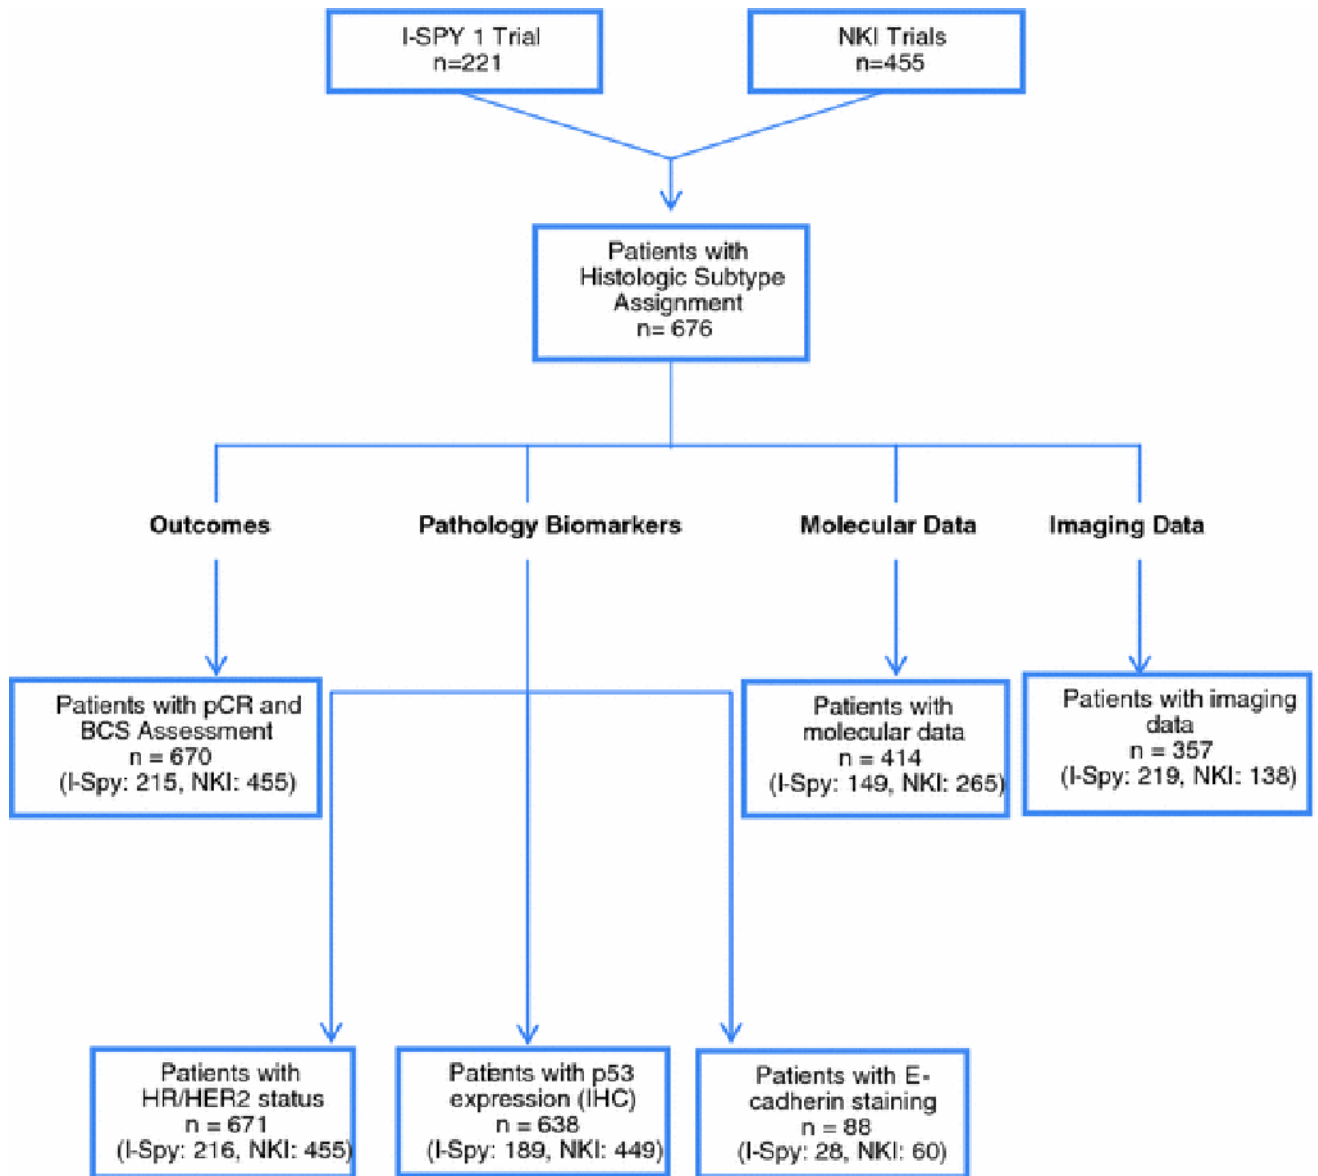 I-SPY 1 Trial
n=221
NKI Trials
n=455
Patients with
Histologic Subtype
Assignment
n= 676
Outcomes
Pathology Biomarkers
Molecular Data
Imaging Data
Patients with pCR and
BCS Assessment
n = 670
(I-Spy: 215, NKI: 455)
Patients with
molecular data
n = 414
(I-Spy: 149, NKI: 265)
Patients with imaging
data
n = 357
(I-Spy: 219, NKI: 138)
Patients with
HR/HER2 status
n = 671
(I-Spy: 216, NKI: 455)
Patients with p53
expression (IHC)
n = 638
(I-Spy: 189, NKI: 449)
Patients with E-
cadherin staining
n = 88
(I-Spy: 28, NKI: 60)